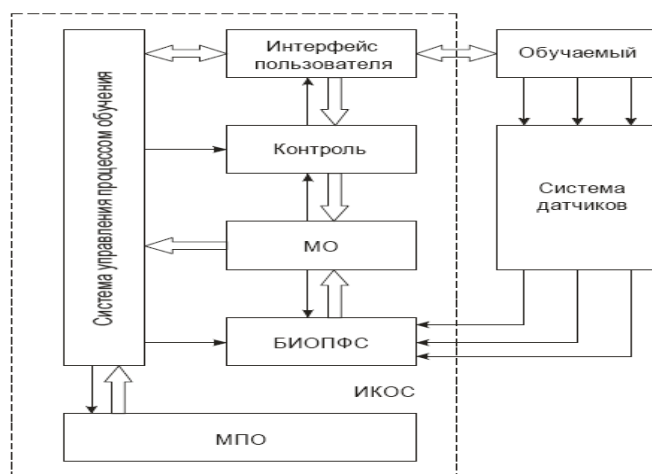 Интерфейс
пользователя
Обучаемый
Система управления процессом обучения
Контроль
Система
датчиков
МО
БИОПФС
ИКОС
МПО